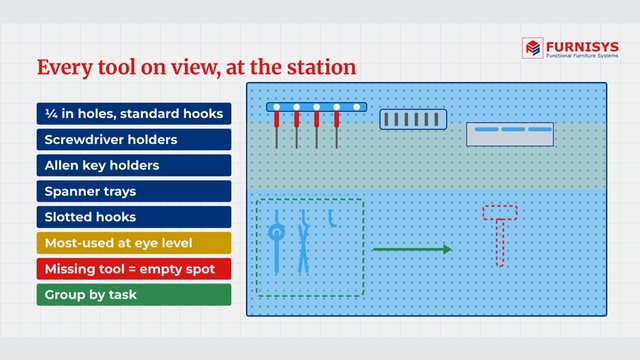 FURNISYS
Functional Furniture Systems
Every tool on view, at the station
¼ in holes, standard hooks
Screwdriver holders
Allen key holders
Spanner trays
Slotted hooks
Most-used at eye level
Missing tool = empty spot
Group by task